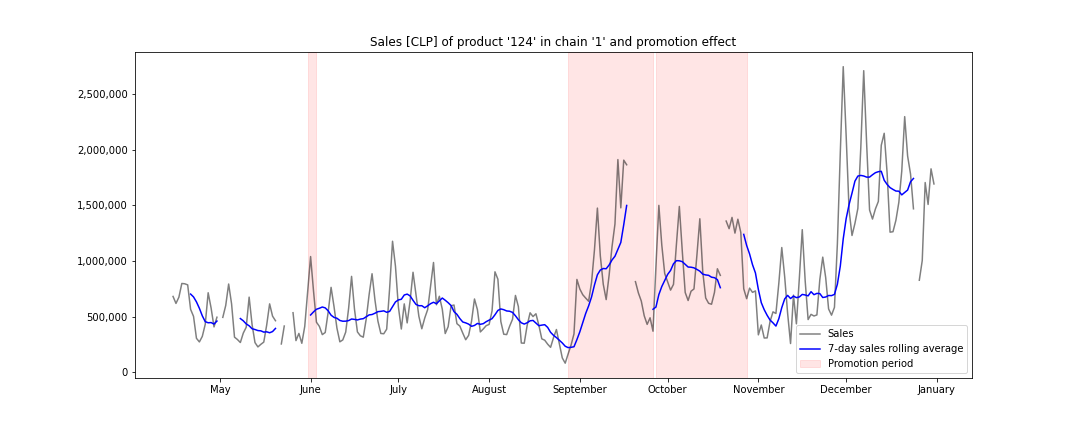 Sales [CLP] of product '124' in chain '1' and promotion effect
2,500,000
2,000,000
1,500,000
1,000,000
500,000
0
May June July August September October November December January
Sales
7-day sales rolling average
Promotion period